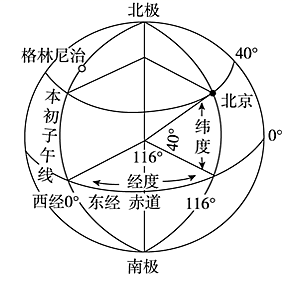 北极
格林尼治
40°
北京
本初子午线
纬度
40°
0°
116°
经度
西经0° 东经 赤道 116°
南极